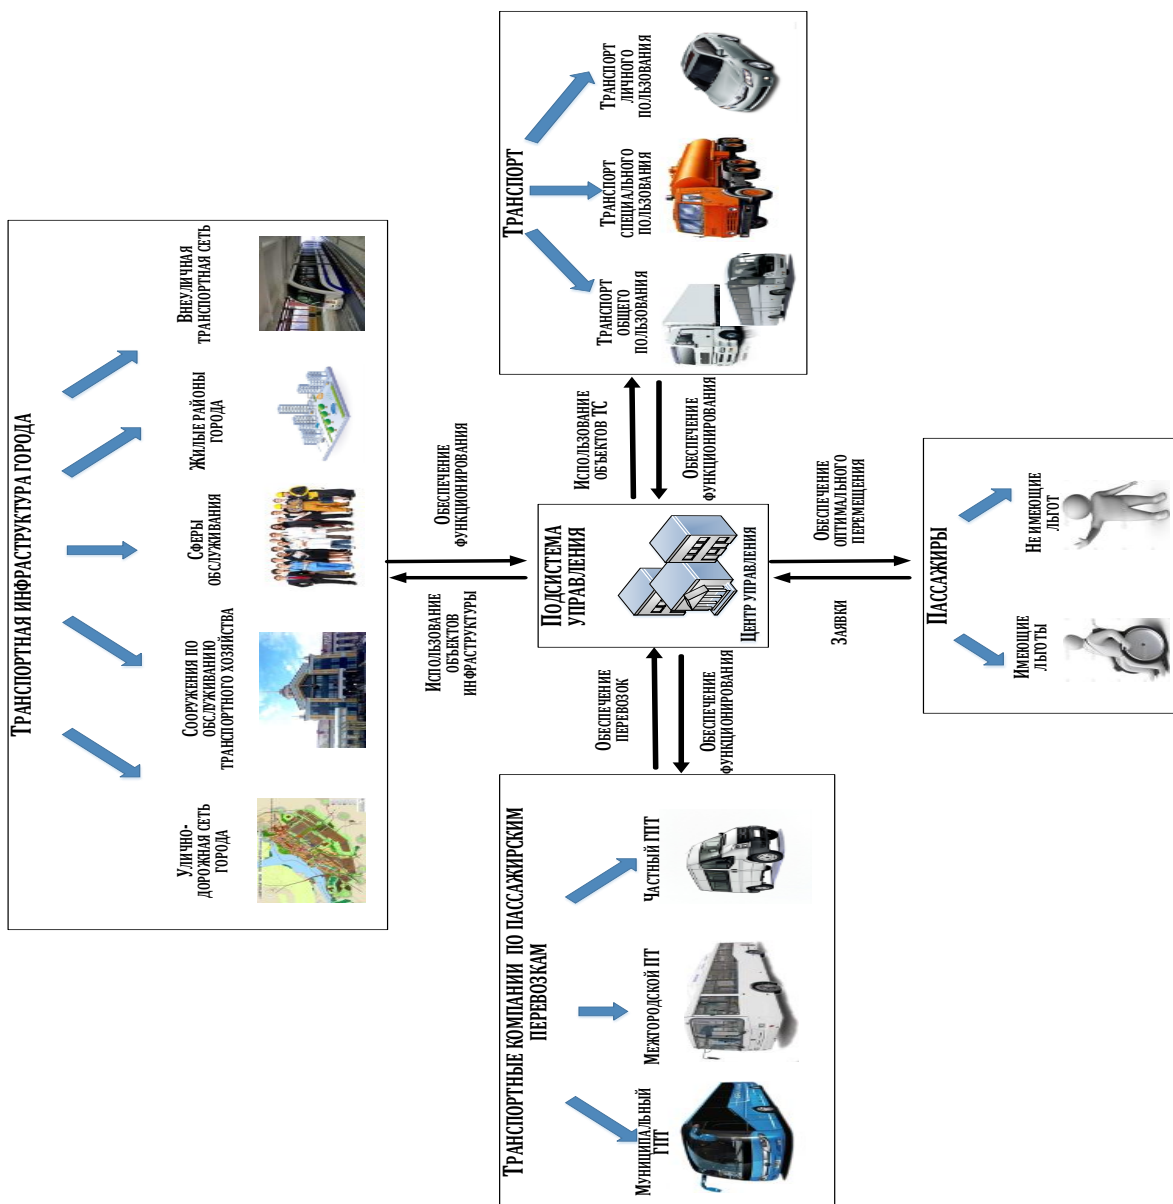 Транспортная инфраструктура города
Улично-
дорожная сеть
города
Сооружения по
обслуживанию
транспортного хозяйства
Сферы
обслуживания
Жилые районы
города
Внеуличная
транспортная сеть
Использование
объектов
инфраструктуры
Обеспечение
функционирования
Транспортные компании по пассажирским
перевозкам
Муниципальный
ГПТ
Межгородской ПТ
Частный ГПТ
Обеспечение
перевозок
Обеспечение
функционирования
Подсистема
управления
Центр управления
Использование
объектов ТС
Обеспечение
функционирования
Транспорт
Транспорт
общего
пользования
Транспорт
специального
пользования
Транспорт
личного
пользования
Заявки
Обеспечение
оптимального
перемещения
Пассажиры
Имеющие
льготы
Не имеющие
льгот